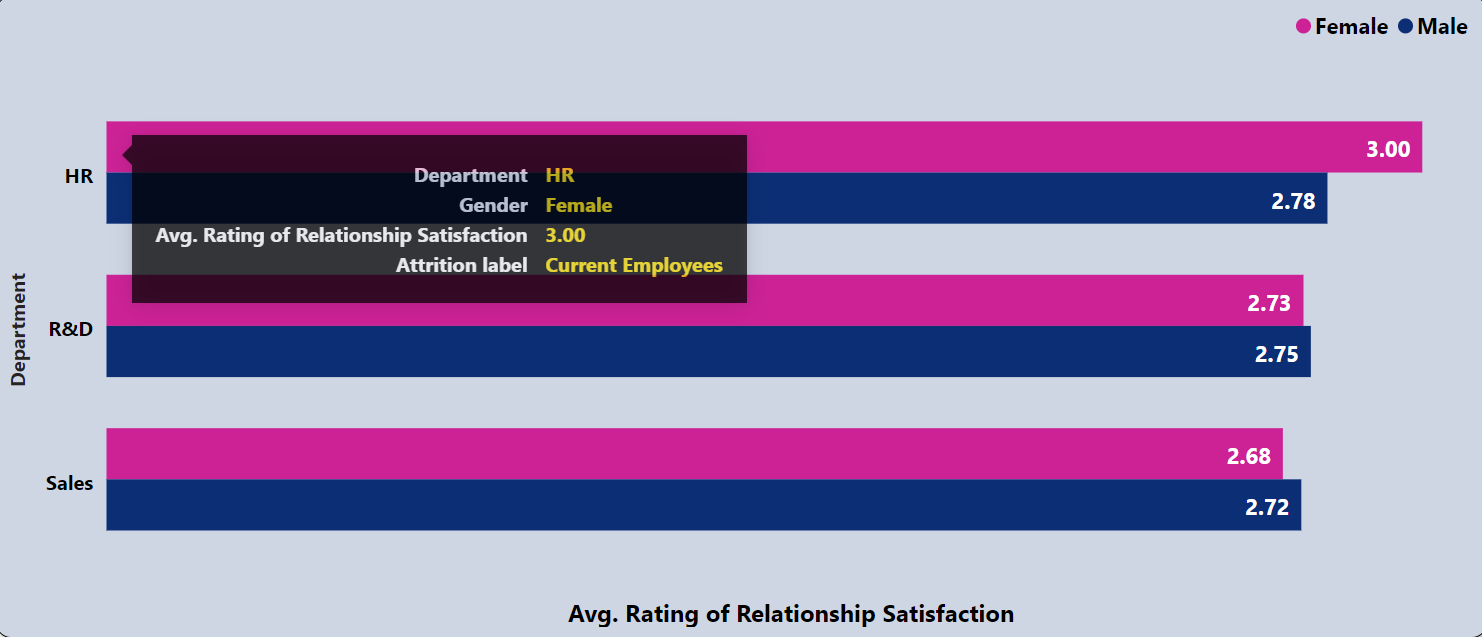 Female Male
3.00
HR
2.78
Department HR
Gender Female
Avg. Rating of Relationship Satisfaction 3.00
Attrition label Current Employees
Department
R&D
2.73
2.75
Sales
2.68
2.72
Avg. Rating of Relationship Satisfaction